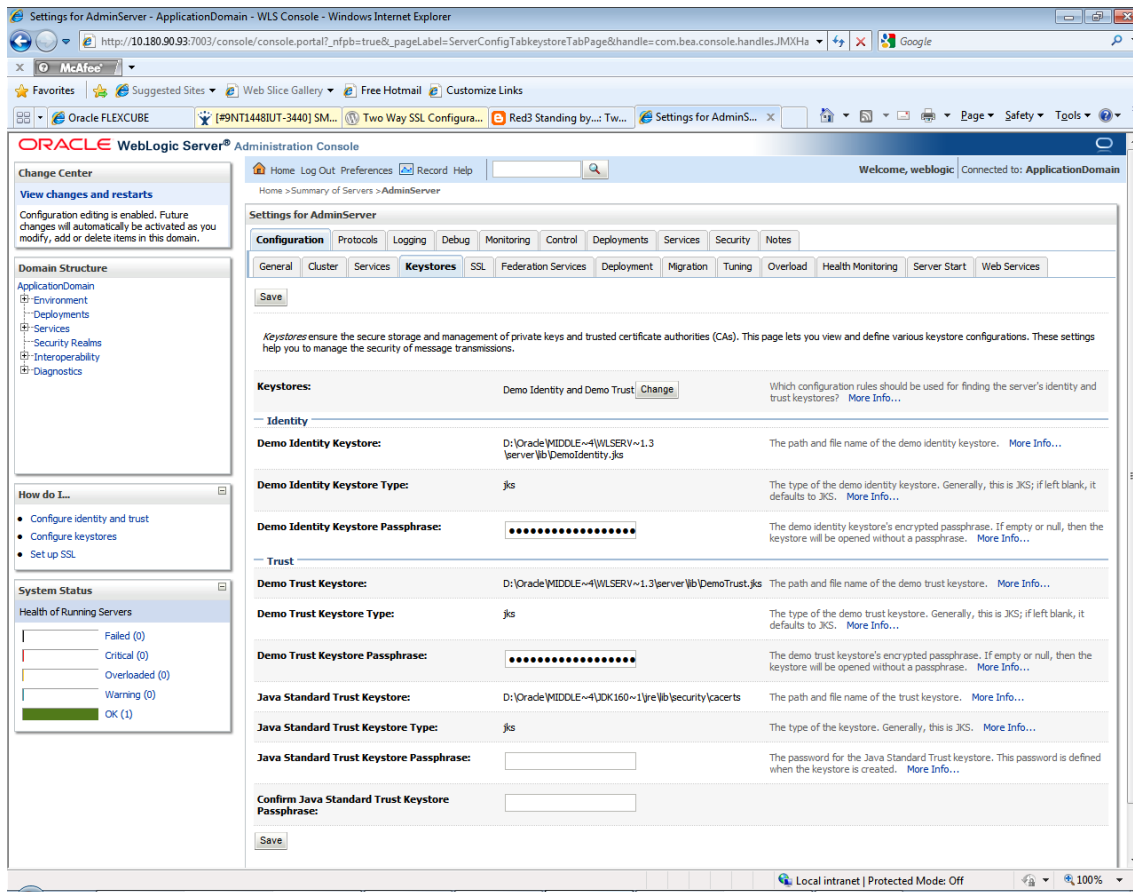 Settings for AdminServer - ApplicationDomain - WLS Console - Windows Internet Explorer
http://10.180.90.93:7003/console/console.portal?_nfpb=true&_pageLabel=ServerConfigTabkeystoreTabPage&handle=com.bea.console.handles.JMXHa
Google
x McAfee
Favorites Suggested Sites Web Slice Gallery Free Hotmail Customize Links
Oracle FLEXCUBE [#9NT1448IUT-3440] SM... Two Way SSL Configura... Red3 Standing by...: Tw... Settings for AdminS... X Page Safety Tools
ORACLE WebLogic Server® Administration Console
Change Center
View changes and restarts
Configuration editing is enabled. Future
changes will automatically be activated as you
modify, add or delete items in this domain.
Domain Structure
ApplicationDomain
Environment
Deployments
Services
Security Realms
Interoperability
Diagnostics
How do I...
Configure identity and trust
Configure keystores
Set up SSL
System Status
Health of Running Servers
Failed (0)
Critical (0)
Overloaded (0)
Warning (0)
OK (1)
Home Log Out Preferences Record Help
Welcome, weblogic Connected to: ApplicationDomain
Home >Summary of Servers >AdminServer
Settings for AdminServer
Configuration Protocols Logging Debug Monitoring Control Deployments Services Security Notes
General Cluster Services Keystores SSL Federation Services Deployment Migration Tuning Overload Health Monitoring Server Start Web Services
Save
Keystores ensure the secure storage and management of private keys and trusted certificate authorities (CAs). This page lets you view and define various keystore configurations. These settings
help you to manage the security of message transmissions.
Keystores: Demo Identity and Demo Trust Change Which configuration rules should be used for finding the server's identity and
trust keystores? More Info...
Identity
Demo Identity Keystore: D:\Oracle\MIDDLE~4\WLSERV~1.3 The path and file name of the demo identity keystore. More Info...
\server\lib\DemoIdentity.jks
Demo Identity Keystore Type: jks The type of the demo identity keystore. Generally, this is JKS; if left blank, it
defaults to JKS. More Info...
Demo Identity Keystore Passphrase: ●●●●●●●●●●●●●●●●●● The demo identity keystore's encrypted passphrase. If empty or null, then the
keystore will be opened without a passphrase. More Info...
Trust
Demo Trust Keystore: D:\Oracle\MIDDLE~4\WLSERV~1.3\server\lib\DemoTrust.jks The path and file name of the demo trust keystore. More Info...
Demo Trust Keystore Type: jks The type of the demo trust keystore. Generally, this is JKS; if left blank, it
defaults to JKS. More Info...
Demo Trust Keystore Passphrase: ●●●●●●●●●●●●●●●●●● The demo trust keystore's encrypted passphrase. If empty or null, then the
keystore will be opened without a passphrase. More Info...
Java Standard Trust Keystore: D:\Oracle\MIDDLE~4\JDK160~1\jre\lib\security\cacerts The path and file name of the trust keystore. More Info...
Java Standard Trust Keystore Type: jks The type of the keystore. Generally, this is JKS. More Info...
Java Standard Trust Keystore Passphrase: The password for the Java Standard Trust keystore. This password is defined
when the keystore is created. More Info...
Confirm Java Standard Trust Keystore
Passphrase:
Save
Local intranet | Protected Mode: Off 100%